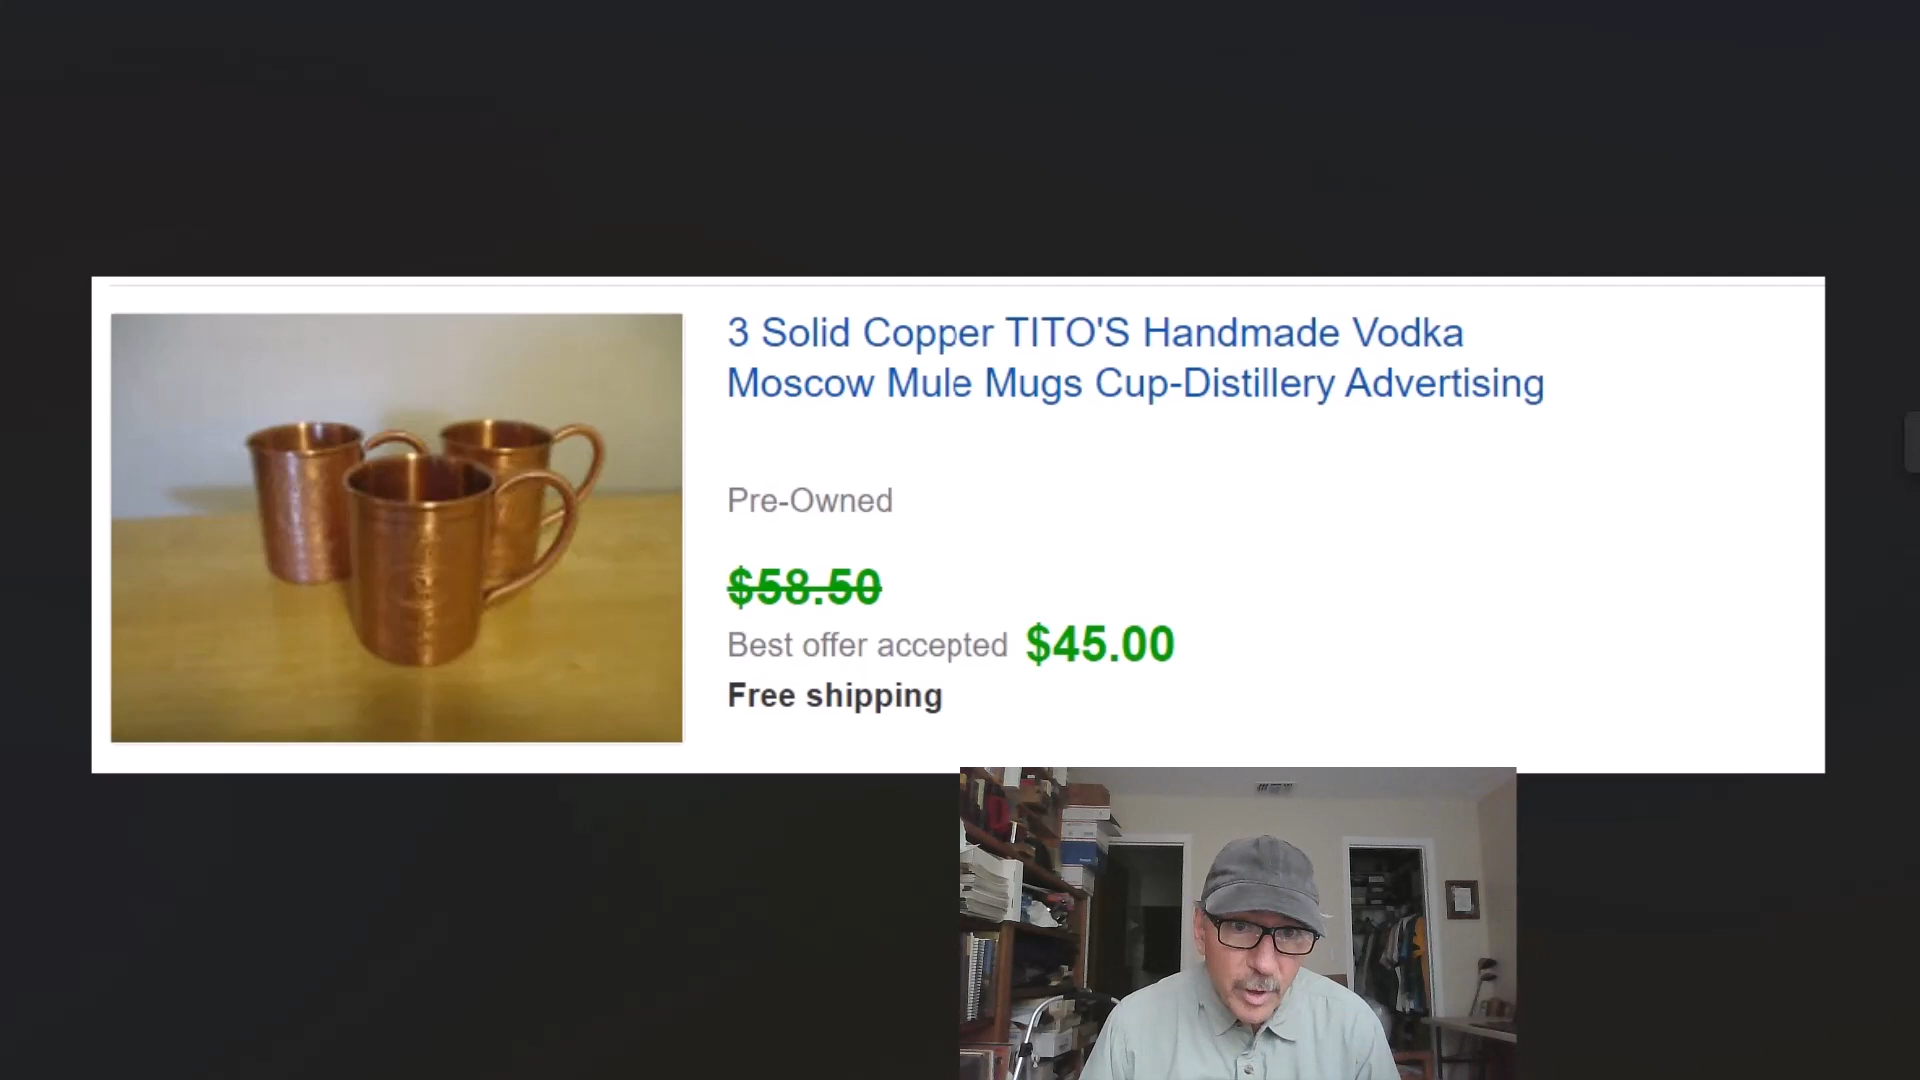 3 Solid Copper TITO'S Handmade Vodka
Moscow Mule Mugs Cup-Distillery Advertising
Pre-Owned
$58.50
Best offer accepted $45.00
Free shipping